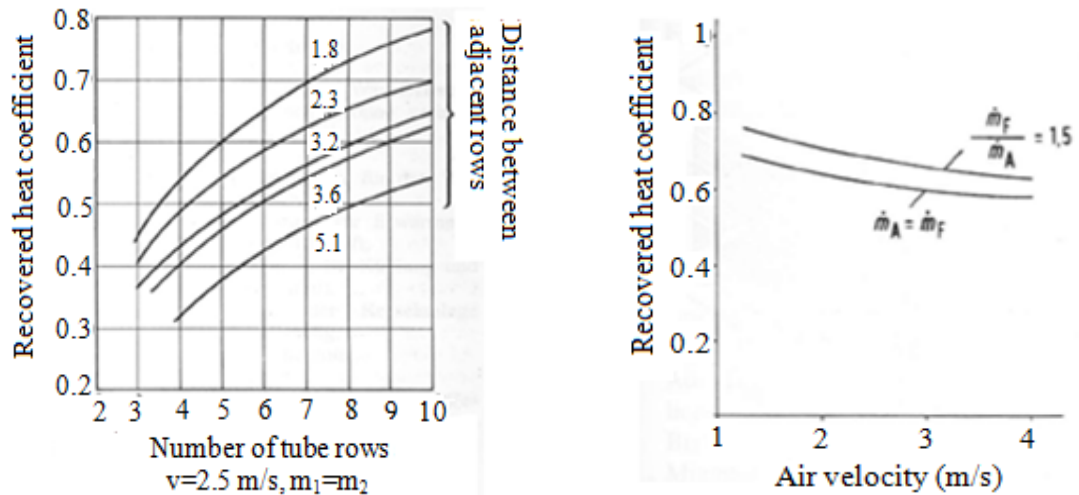 Recovered heat coefficient
0.8
0.7
0.6
0.5
0.4
0.3
0.2
1.8
2.3
3.2
3.6
5.1
Distance between
adjacent rows
2 3 4 5 6 7 8 9 10
Number of tube rows
v=2.5 m/s, m₁=m₂
Recovered heat coefficient
1
0.8
0.6
0.4
0.2
ṁF
ṁA = 1,5
ṁA = ṁF
1 2 3 4
Air velocity (m/s)